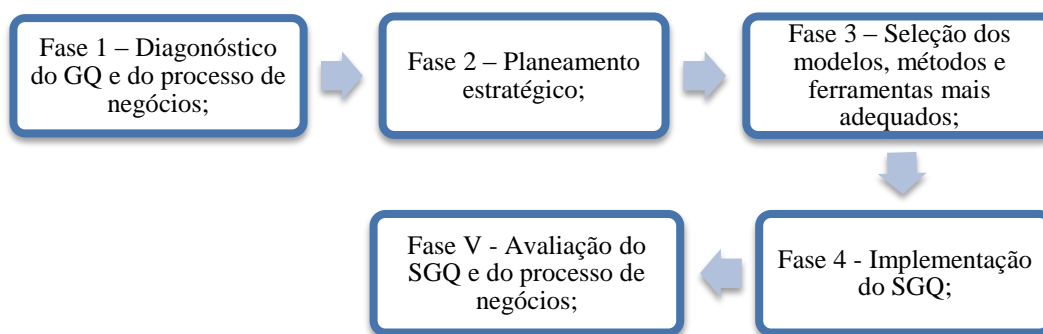 Fase 1 – Diagonóstico
do GQ e do processo de
negócios;
Fase 2 – Planeamento
estratégico;
Fase 3 – Seleção dos
modelos, métodos e
ferramentas mais
adequados;
Fase 4 - Implementação
do SGQ;
Fase V - Avaliação do
SGQ e do processo de
negócios;